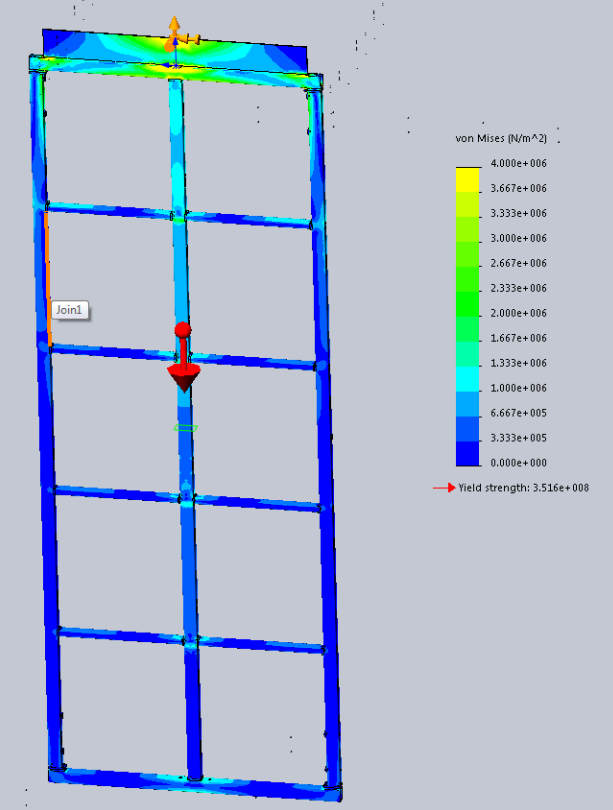 von Mises (N/m^2)
4.000e+006
3.667e+006
3.333e+006
3.000e+006
2.667e+006
2.333e+006
2.000e+006
1.667e+006
1.333e+006
1.000e+006
6.667e+005
3.333e+005
0.000e+000
Yield strength: 3.516e+008
Join1